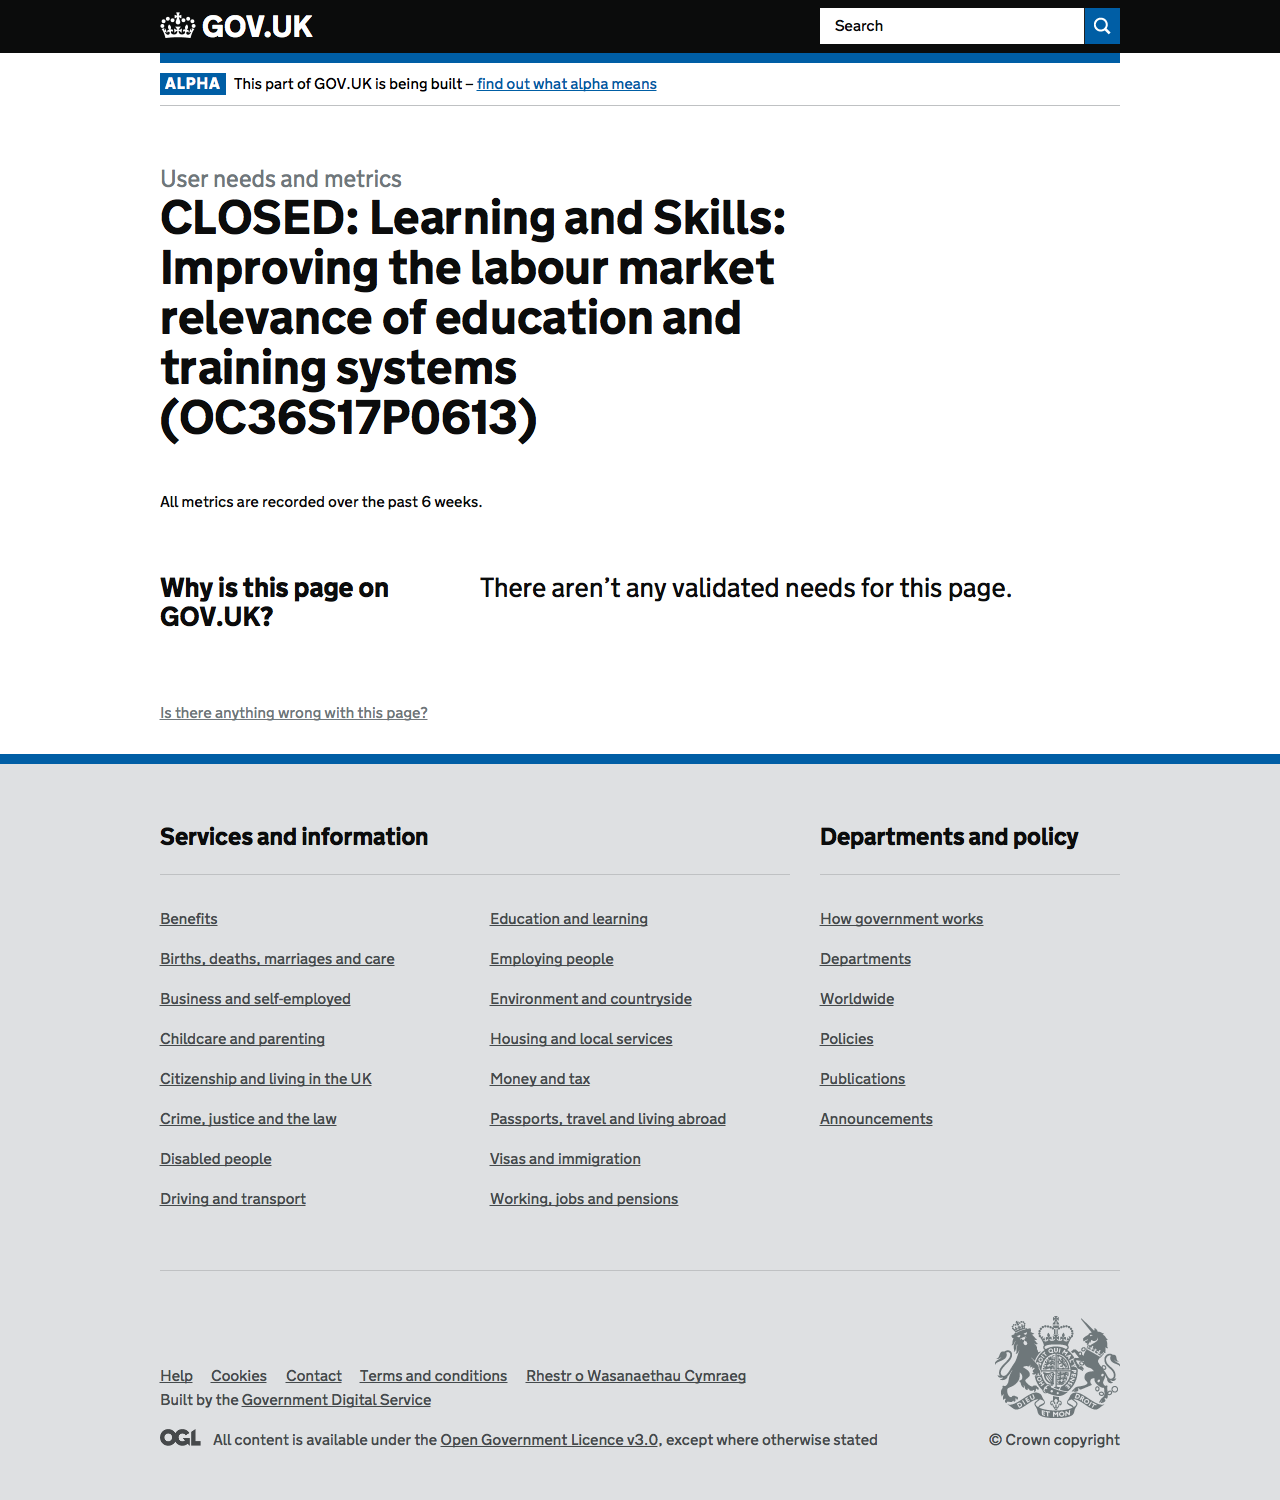 GOV.UK
Search
ALPHA This part of GOV.UK is being built – find out what alpha means
User needs and metrics
CLOSED: Learning and Skills:
Improving the labour market
relevance of education and
training systems
(OC36S17P0613)
All metrics are recorded over the past 6 weeks.
Why is this page on
GOV.UK?
There aren’t any validated needs for this page.
Is there anything wrong with this page?
Services and information
Benefits
Births, deaths, marriages and care
Business and self-employed
Childcare and parenting
Citizenship and living in the UK
Crime, justice and the law
Disabled people
Driving and transport
Education and learning
Employing people
Environment and countryside
Housing and local services
Money and tax
Passports, travel and living abroad
Visas and immigration
Working, jobs and pensions
Departments and policy
How government works
Departments
Worldwide
Policies
Publications
Announcements
Help Cookies Contact Terms and conditions Rhestr o Wasanaethau Cymraeg
Built by the Government Digital Service
OGL All content is available under the Open Government Licence v3.0, except where otherwise stated
DIEU ET MON DROIT
© Crown copyright